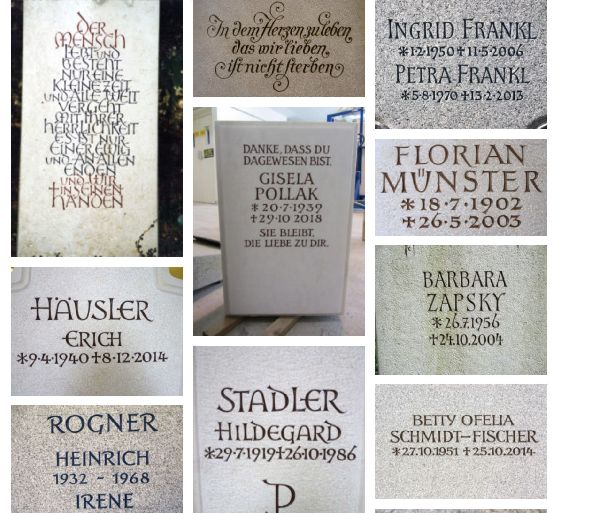 DER
MENSCH
LEBT UND
BESTEHT
NUR EINE
KLEINE ZEIT
UND ALLE WELT
VERGEHT
MIT IHRER
HERRLICHKEIT
ES IST NUR
EINER EWIG
UND AN ALLEN
ENDEN
UND WIR
IN SEINEN
HÄNDEN
HÄUSLER
ERICH
*9·4·1940 †8·12·2014
ROGNER
HEINRICH
1932 - 1968
IRENE
In dem Herzen zu leben,
das wir lieben,
ist nicht sterben
DANKE, DASS DU
DAGEWESEN BIST.
GISELA
POLLAK
* 20·7·1939
† 29·10 2018
SIE BLEIBT,
DIE LIEBE ZU DIR.
STADLER
HILDEGARD
*29·7·1919 †26·10·1986
P
INGRID FRANKL
*1·2·1950 † 11·5·2006
PETRA FRANKL
*5·8·1970 † 13·2·2013
FLORIAN
MÜNSTER
* 18·7·1902
† 26·5·2003
BARBARA
ZAPSKY
* 26.7.1956
† 24.10.2004
BETTY OFELIA
SCHMIDT-FISCHER
* 27.10.1951 † 25.10.2014